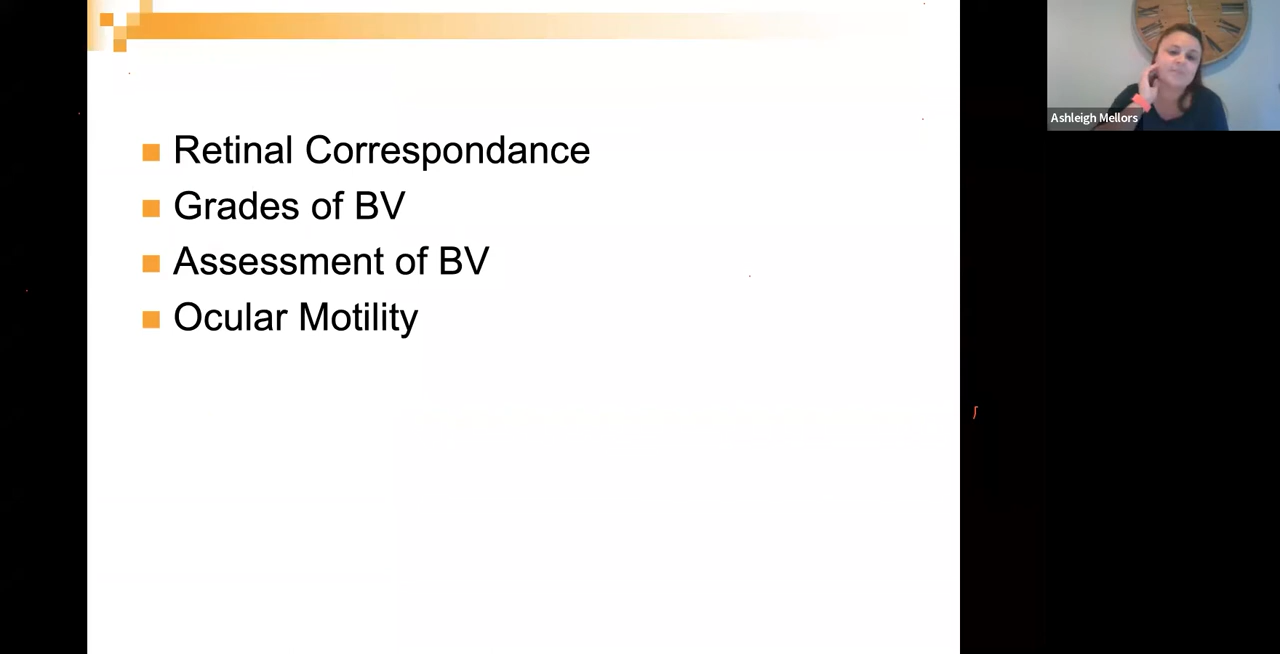 Retinal Correspondance
Grades of BV
Assessment of BV
Ocular Motility
Ashleigh Mellors